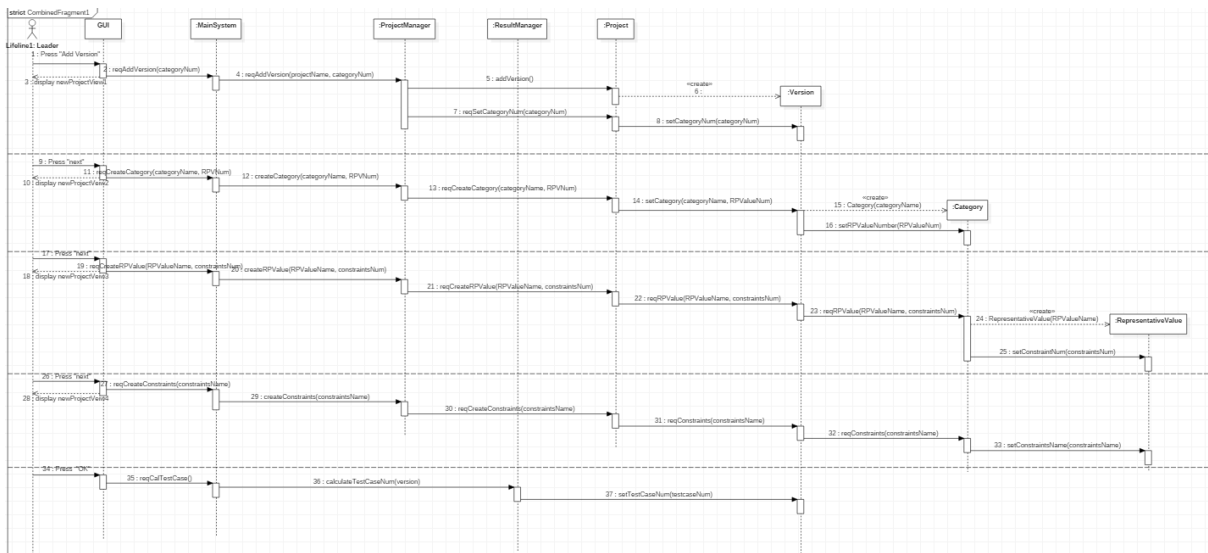 strict CombinedFragment1
GUI
:MainSystem
:ProjectManager
:ResultManager
:Project
Lifeline1: Leader
1 : Press "Add Version"
2 : reqAddVersion(categoryNum)
3 : display newProjectView1
4 : reqAddVersion(projectName, categoryNum)
5 : addVersion()
«create»
6 :
:Version
7 : reqSetCategoryNum(categoryNum)
8 : setCategoryNum(categoryNum)
9 : Press "next"
10 : display newProjectView2
11 : reqCreateCategory(categoryName, RPVNum)
12 : createCategory(categoryName, RPVNum)
13 : reqCreateCategory(categoryName, RPVNum)
14 : setCategory(categoryName, RPValueNum)
«create»
15 : Category(categoryName)
:Category
16 : setRPValueNumber(RPValueNum)
17 : Press "next"
18 : display newProjectView3
19 : reqCreateRPValue(RPValueName, constraintsNum)
20 : createRPValue(RPValueName, constraintsNum)
21 : reqCreateRPValue(RPValueName, constraintsNum)
22 : reqRPValue(RPValueName, constraintsNum)
23 : reqRPValue(RPValueName, constraintsNum)
«create»
24 : RepresentativeValue(RPValueName)
:RepresentativeValue
25 : setConstraintNum(constraintsNum)
26 : Press "next"
27 : reqCreateConstraints(constraintsName)
28 : display newProjectView4
29 : createConstraints(constraintsName)
30 : reqCreateConstraints(constraintsName)
31 : reqConstraints(constraintsName)
32 : reqConstraints(constraintsName)
33 : setConstraintsName(constraintsName)
34 : Press "OK"
35 : reqCalTestCase()
36 : calculateTestCaseNum(version)
37 : setTestCaseNum(testcaseNum)